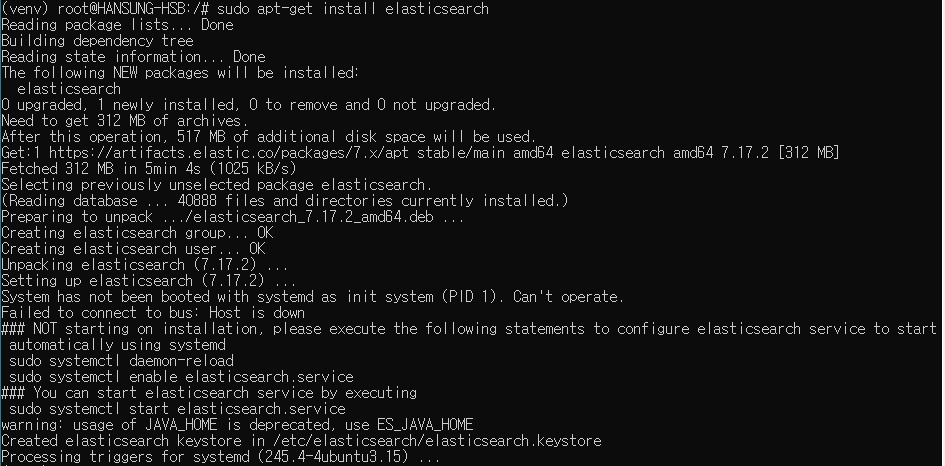 (venv) root@HANSUNG-HSB:/# sudo apt-get install elasticsearch
Reading package lists... Done
Building dependency tree
Reading state information... Done
The following NEW packages will be installed:
  elasticsearch
0 upgraded, 1 newly installed, 0 to remove and 0 not upgraded.
Need to get 312 MB of archives.
After this operation, 517 MB of additional disk space will be used.
Get:1 https://artifacts.elastic.co/packages/7.x/apt stable/main amd64 elasticsearch amd64 7.17.2 [312 MB]
Fetched 312 MB in 5min 4s (1025 kB/s)
Selecting previously unselected package elasticsearch.
(Reading database ... 40888 files and directories currently installed.)
Preparing to unpack .../elasticsearch_7.17.2_amd64.deb ...
Creating elasticsearch group... OK
Creating elasticsearch user... OK
Unpacking elasticsearch (7.17.2) ...
Setting up elasticsearch (7.17.2) ...
System has not been booted with systemd as init system (PID 1). Can't operate.
Failed to connect to bus: Host is down
### NOT starting on installation, please execute the following statements to configure elasticsearch service to start
 automatically using systemd
 sudo systemctl daemon-reload
 sudo systemctl enable elasticsearch.service
### You can start elasticsearch service by executing
 sudo systemctl start elasticsearch.service
warning: usage of JAVA_HOME is deprecated, use ES_JAVA_HOME
Created elasticsearch keystore in /etc/elasticsearch/elasticsearch.keystore
Processing triggers for systemd (245.4-4ubuntu3.15) ...